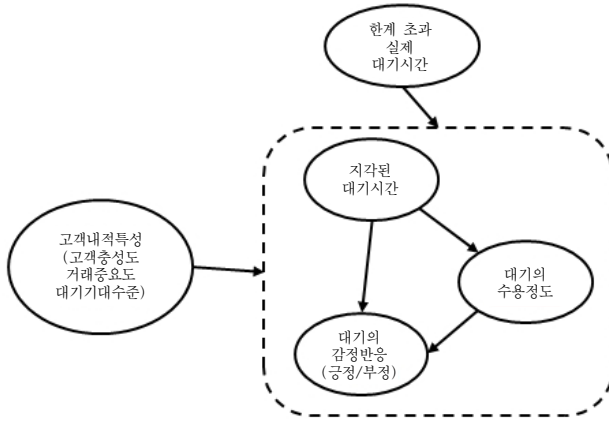 한계 초과
실제
대기시간
지각된
대기시간
고객내적특성
(고객충성도
거래중요도
대기기대수준)
대기의
수용정도
대기의
감정반응
(긍정/부정)